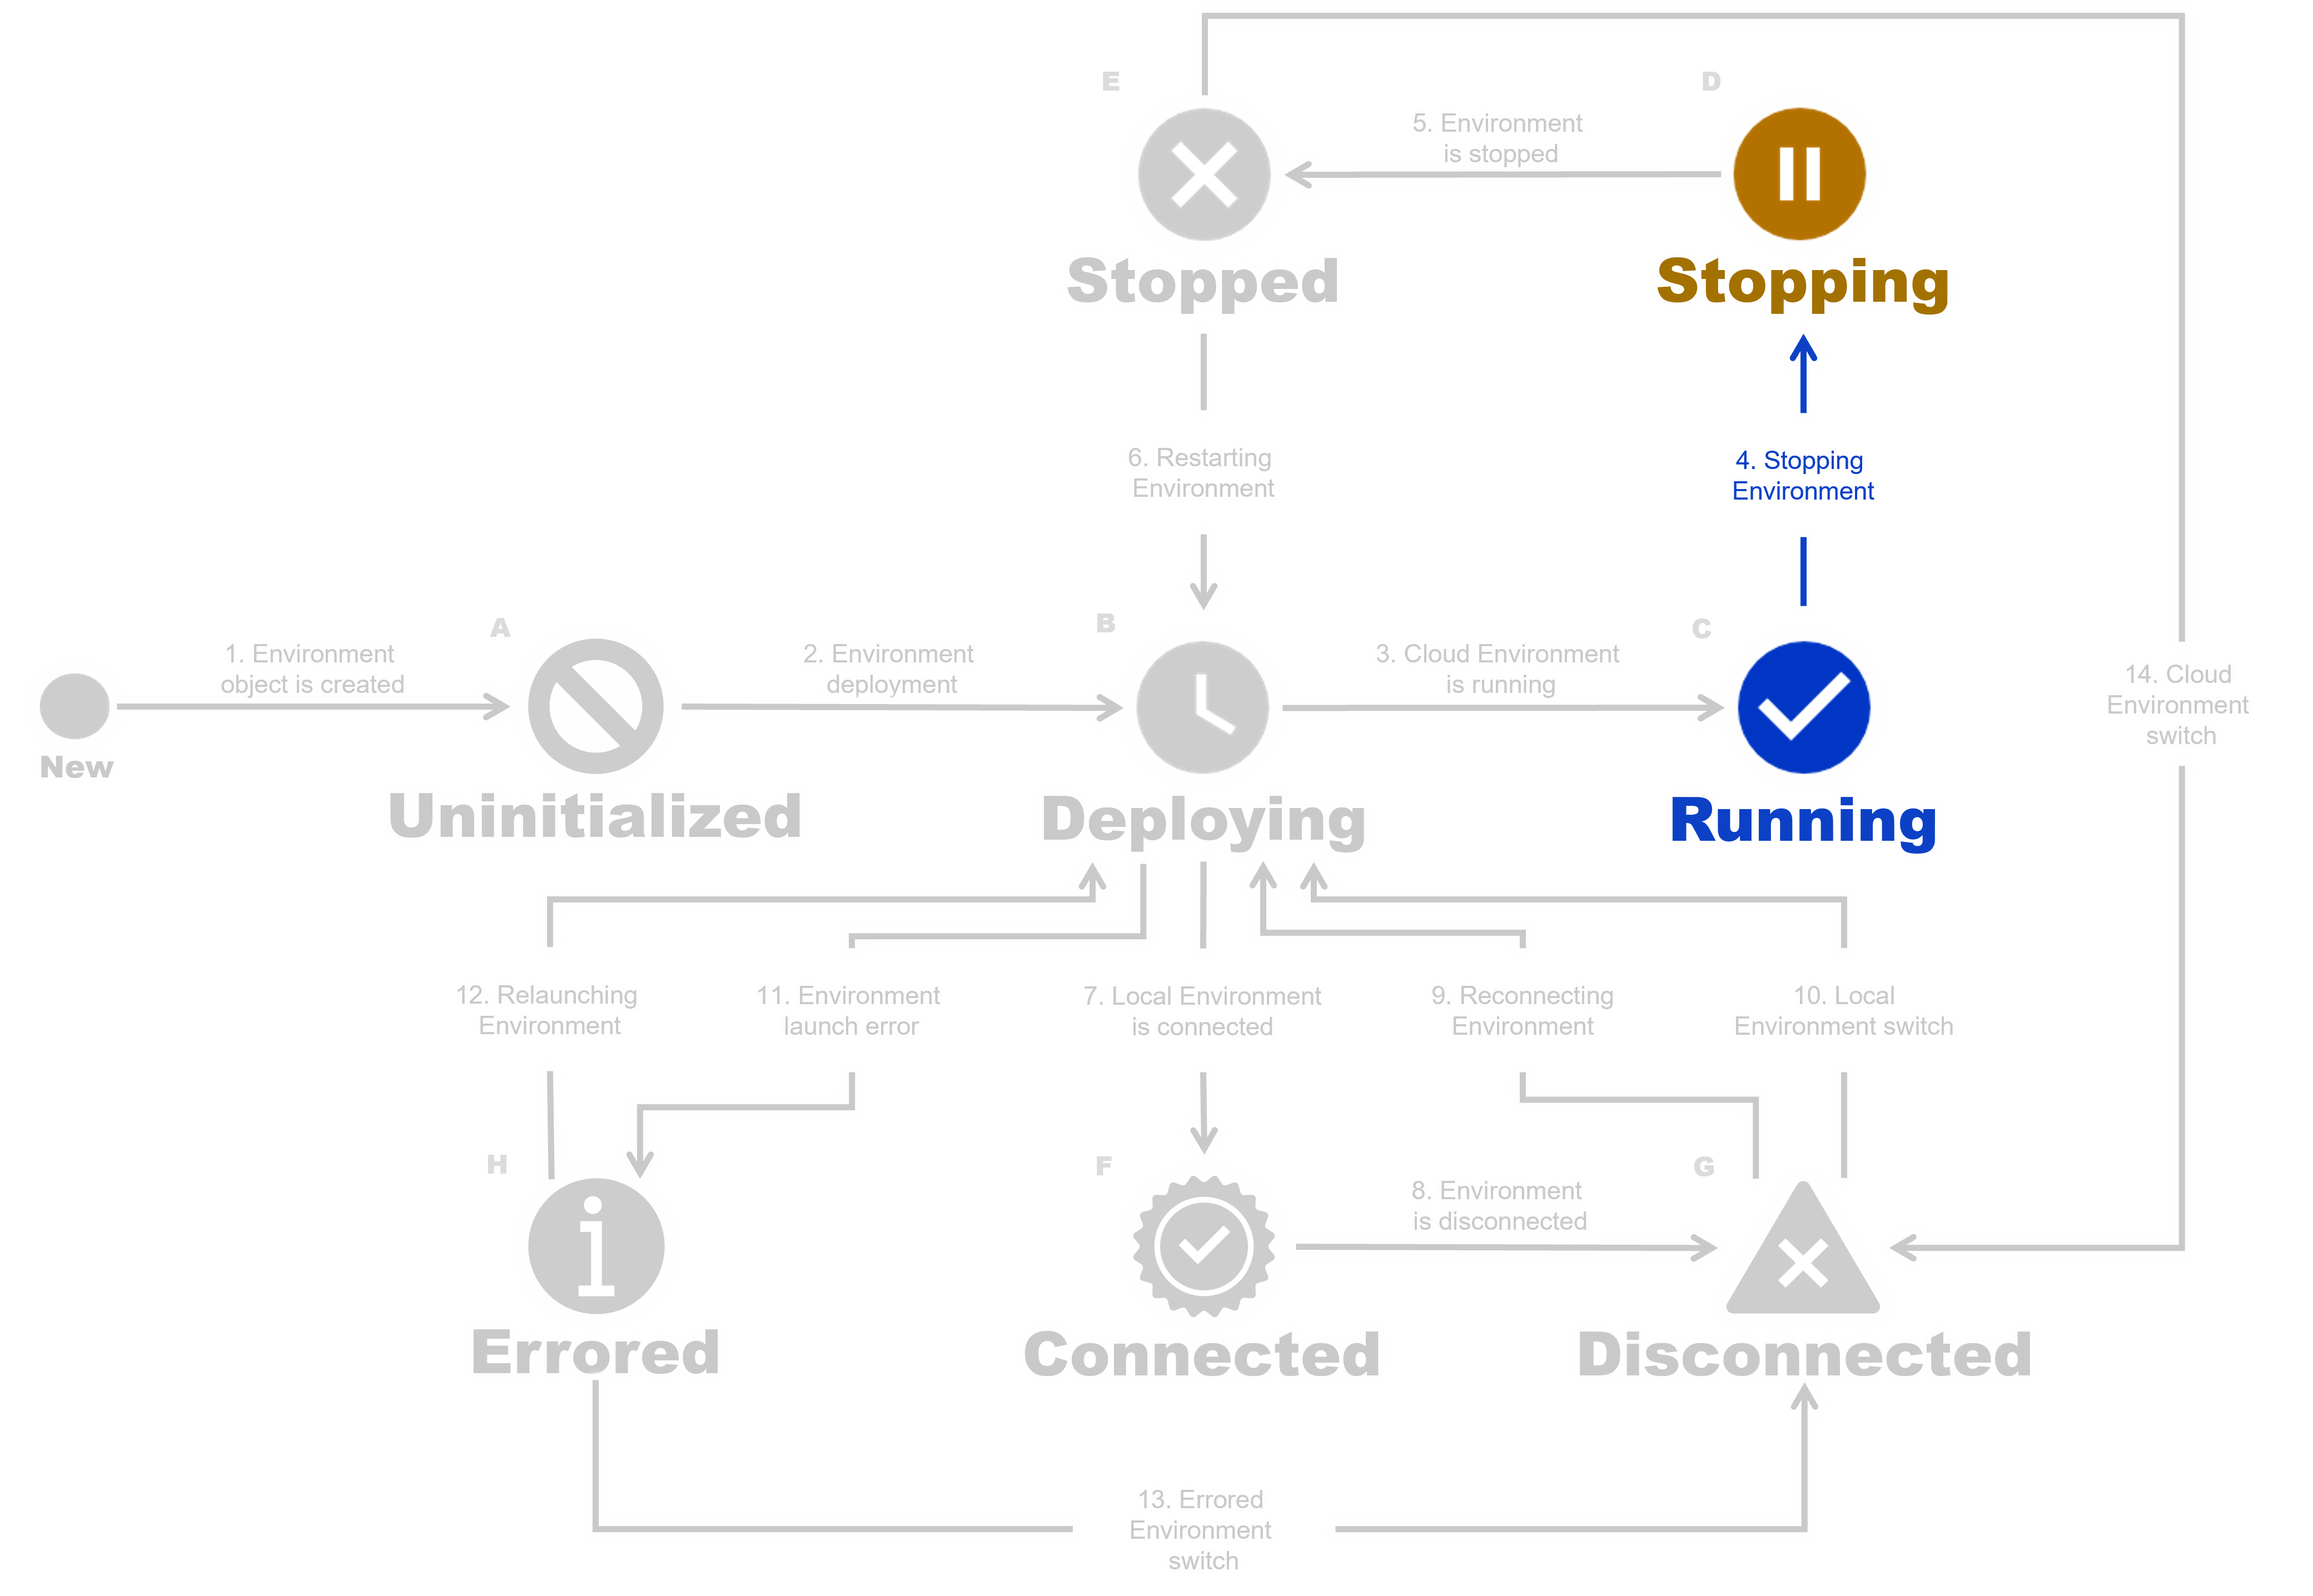 E
D
5. Environment
is stopped
Stopped
Stopping
6. Restarting
Environment
4. Stopping
Environment
New
1. Environment
object is created
A
Uninitialized
2. Environment
deployment
B
Deploying
3. Cloud Environment
is running
C
Running
14. Cloud
Environment
switch
12. Relaunching
Environment
11. Environment
launch error
7. Local Environment
is connected
9. Reconnecting
Environment
10. Local
Environment switch
H
Errored
F
Connected
8. Environment
is disconnected
G
Disconnected
13. Errored
Environment
switch